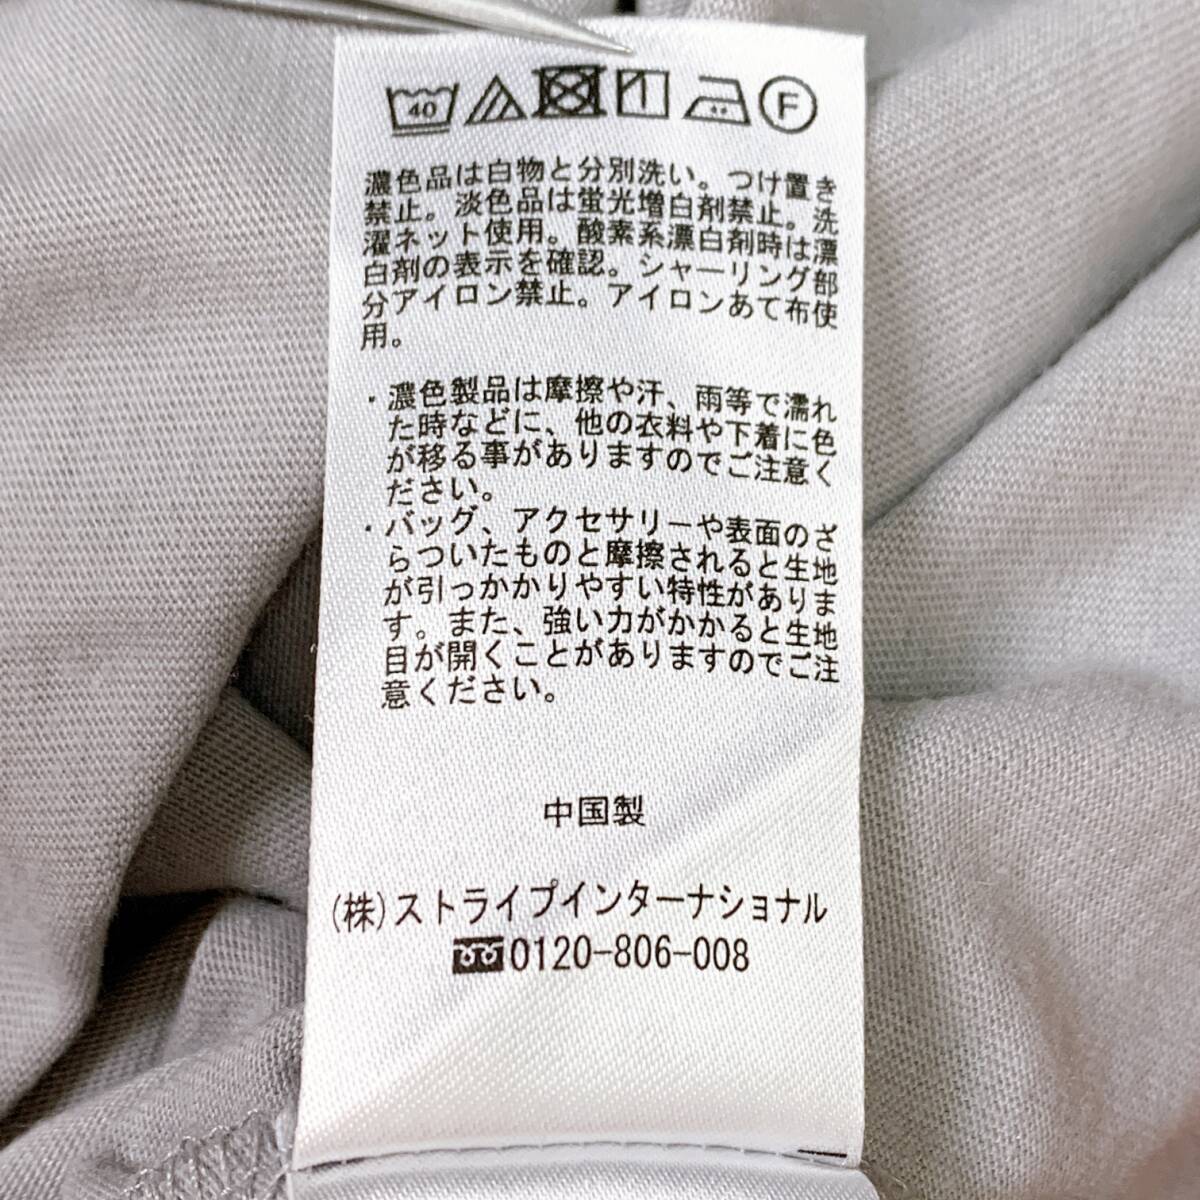 40 F
濃色品は白物と分別洗い。つけ置き
禁止。淡色品は蛍光増白剤禁止。洗
濯ネット使用。酸素系漂白剤時は漂
白剤の表示を確認。シャーリング部
分アイロン禁止。アイロンあて布使
用。
・濃色製品は摩擦や汗、雨等で濡れ
た時などに、他の衣料や下着に色
が移る事がありますのでご注意く
ださい。
・バッグ、アクセサリーや表面のざ
らついたものと摩擦されると生地
が引っかかりやすい特性がありま
す。また、強い力がかかると生地
目が開くことがありますのでご注
意ください。
中国製
(株)ストライプインターナショナル
0120-806-008